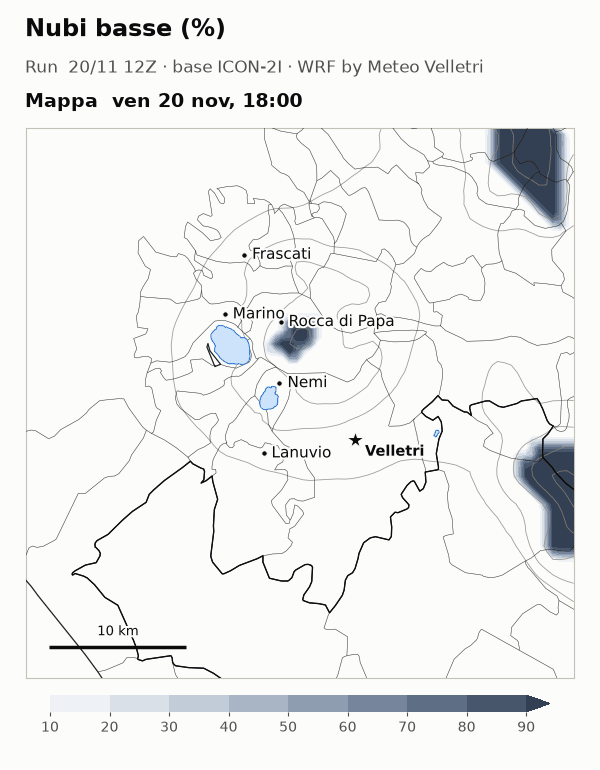 Nubi basse (%)
Run  20/11 12Z · base ICON-2I · WRF by Meteo Velletri
Mappa  ven 20 nov, 18:00
Frascati
Marino
Rocca di Papa
Nemi
Velletri
Lanuvio
10 km
10 20 30 40 50 60 70 80 90